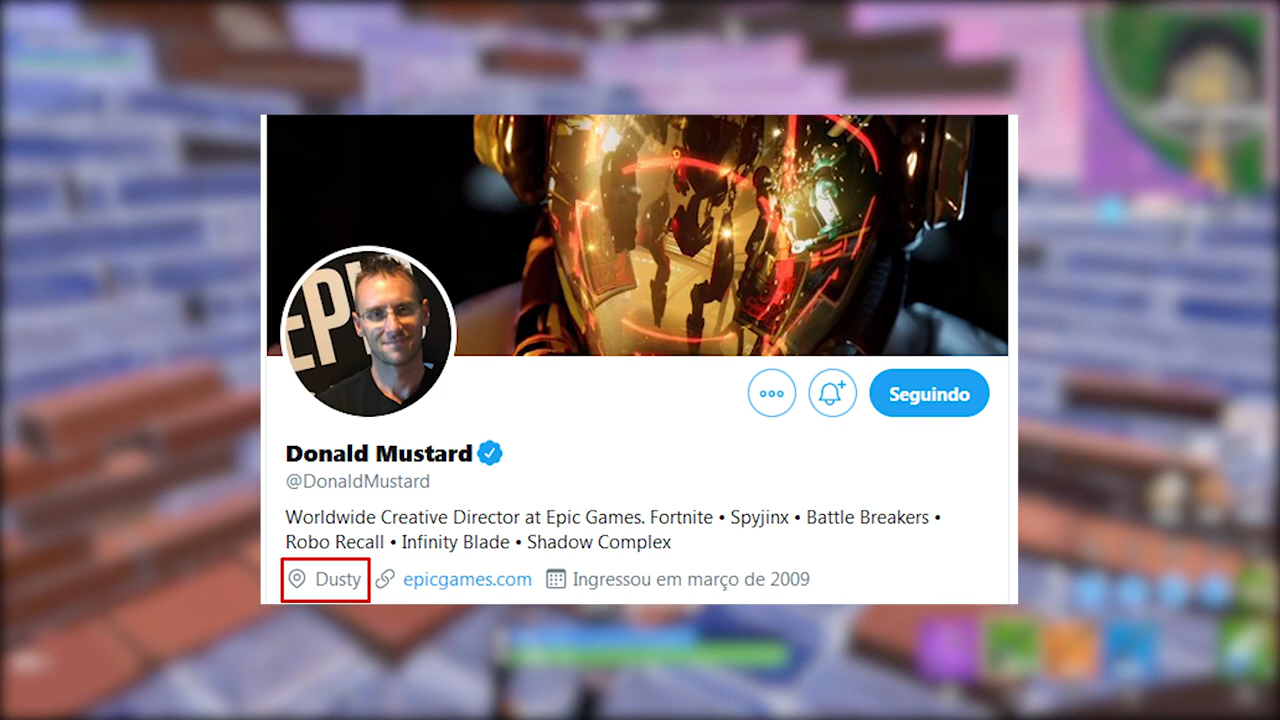 EPI
Seguindo
Donald Mustard
@DonaldMustard
Worldwide Creative Director at Epic Games. Fortnite • Spyjinx • Battle Breakers •
Robo Recall • Infinity Blade • Shadow Complex
Dusty epicgames.com Ingressou em março de 2009